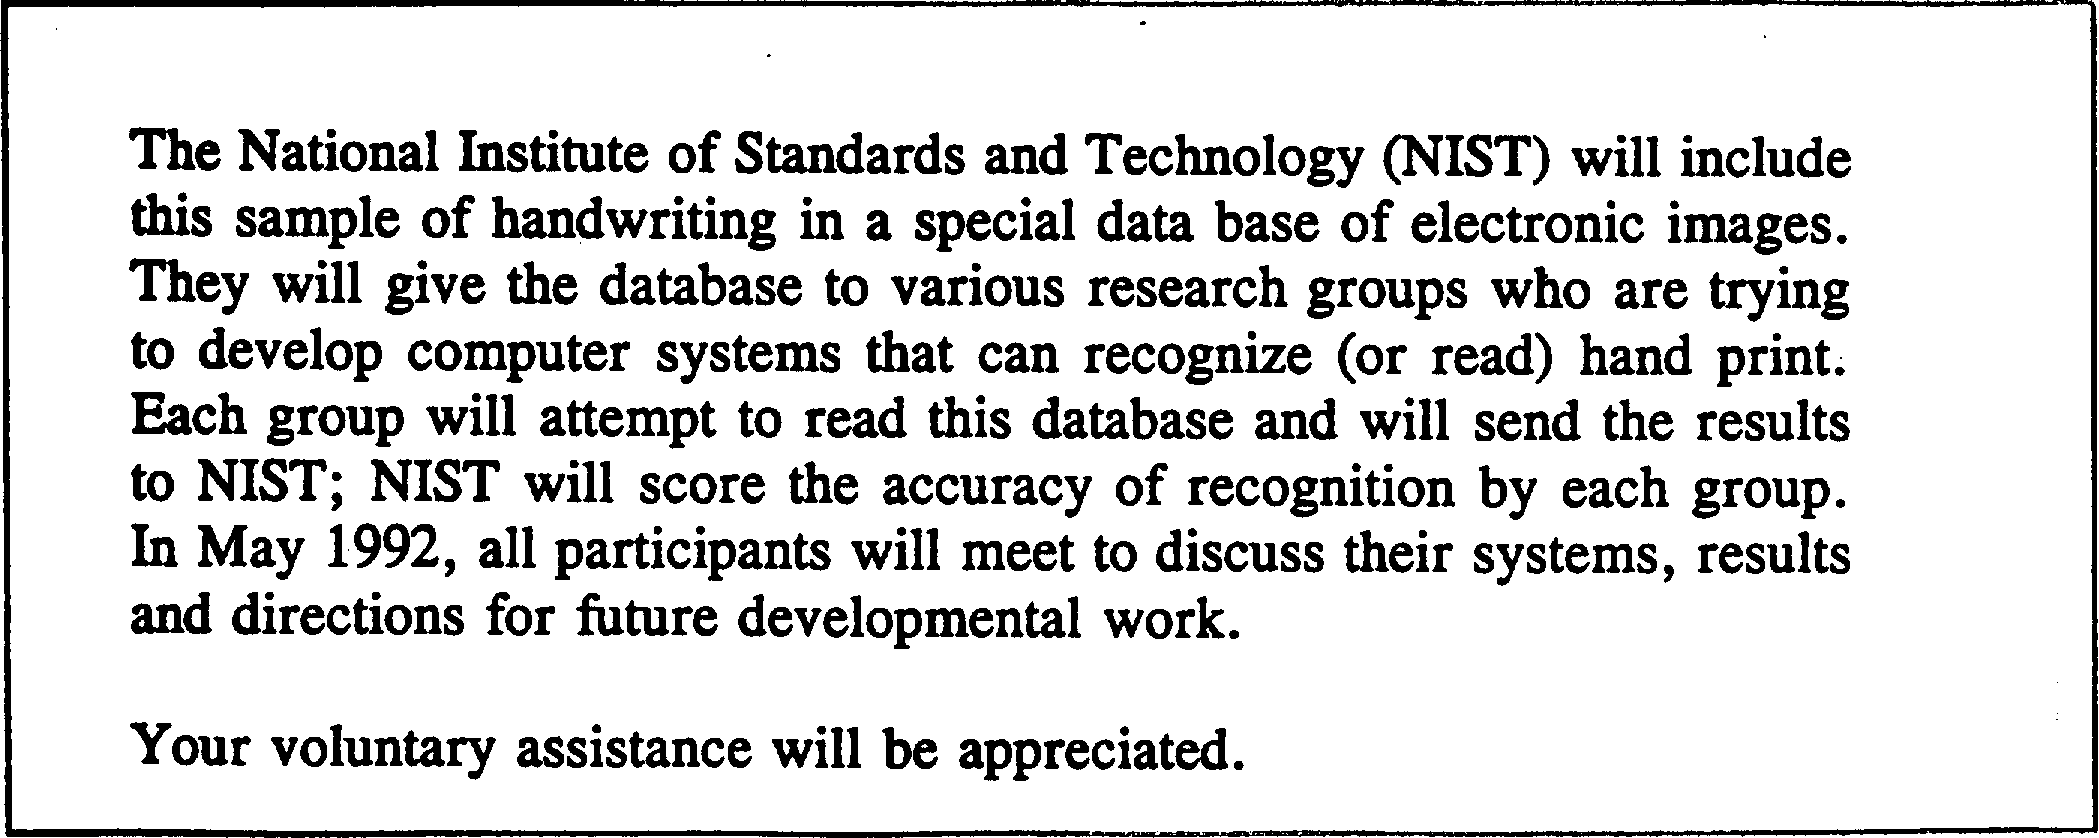 The National Institute of Standards and Technology (NIST) will include
this sample of handwriting in a special data base of electronic images.
They will give the database to various research groups who are trying
to develop computer systems that can recognize (or read) hand print.
Each group will attempt to read this database and will send the results
to NIST; NIST will score the accuracy of recognition by each group.
In May 1992, all participants will meet to discuss their systems, results
and directions for future developmental work.
Your voluntary assistance will be appreciated.